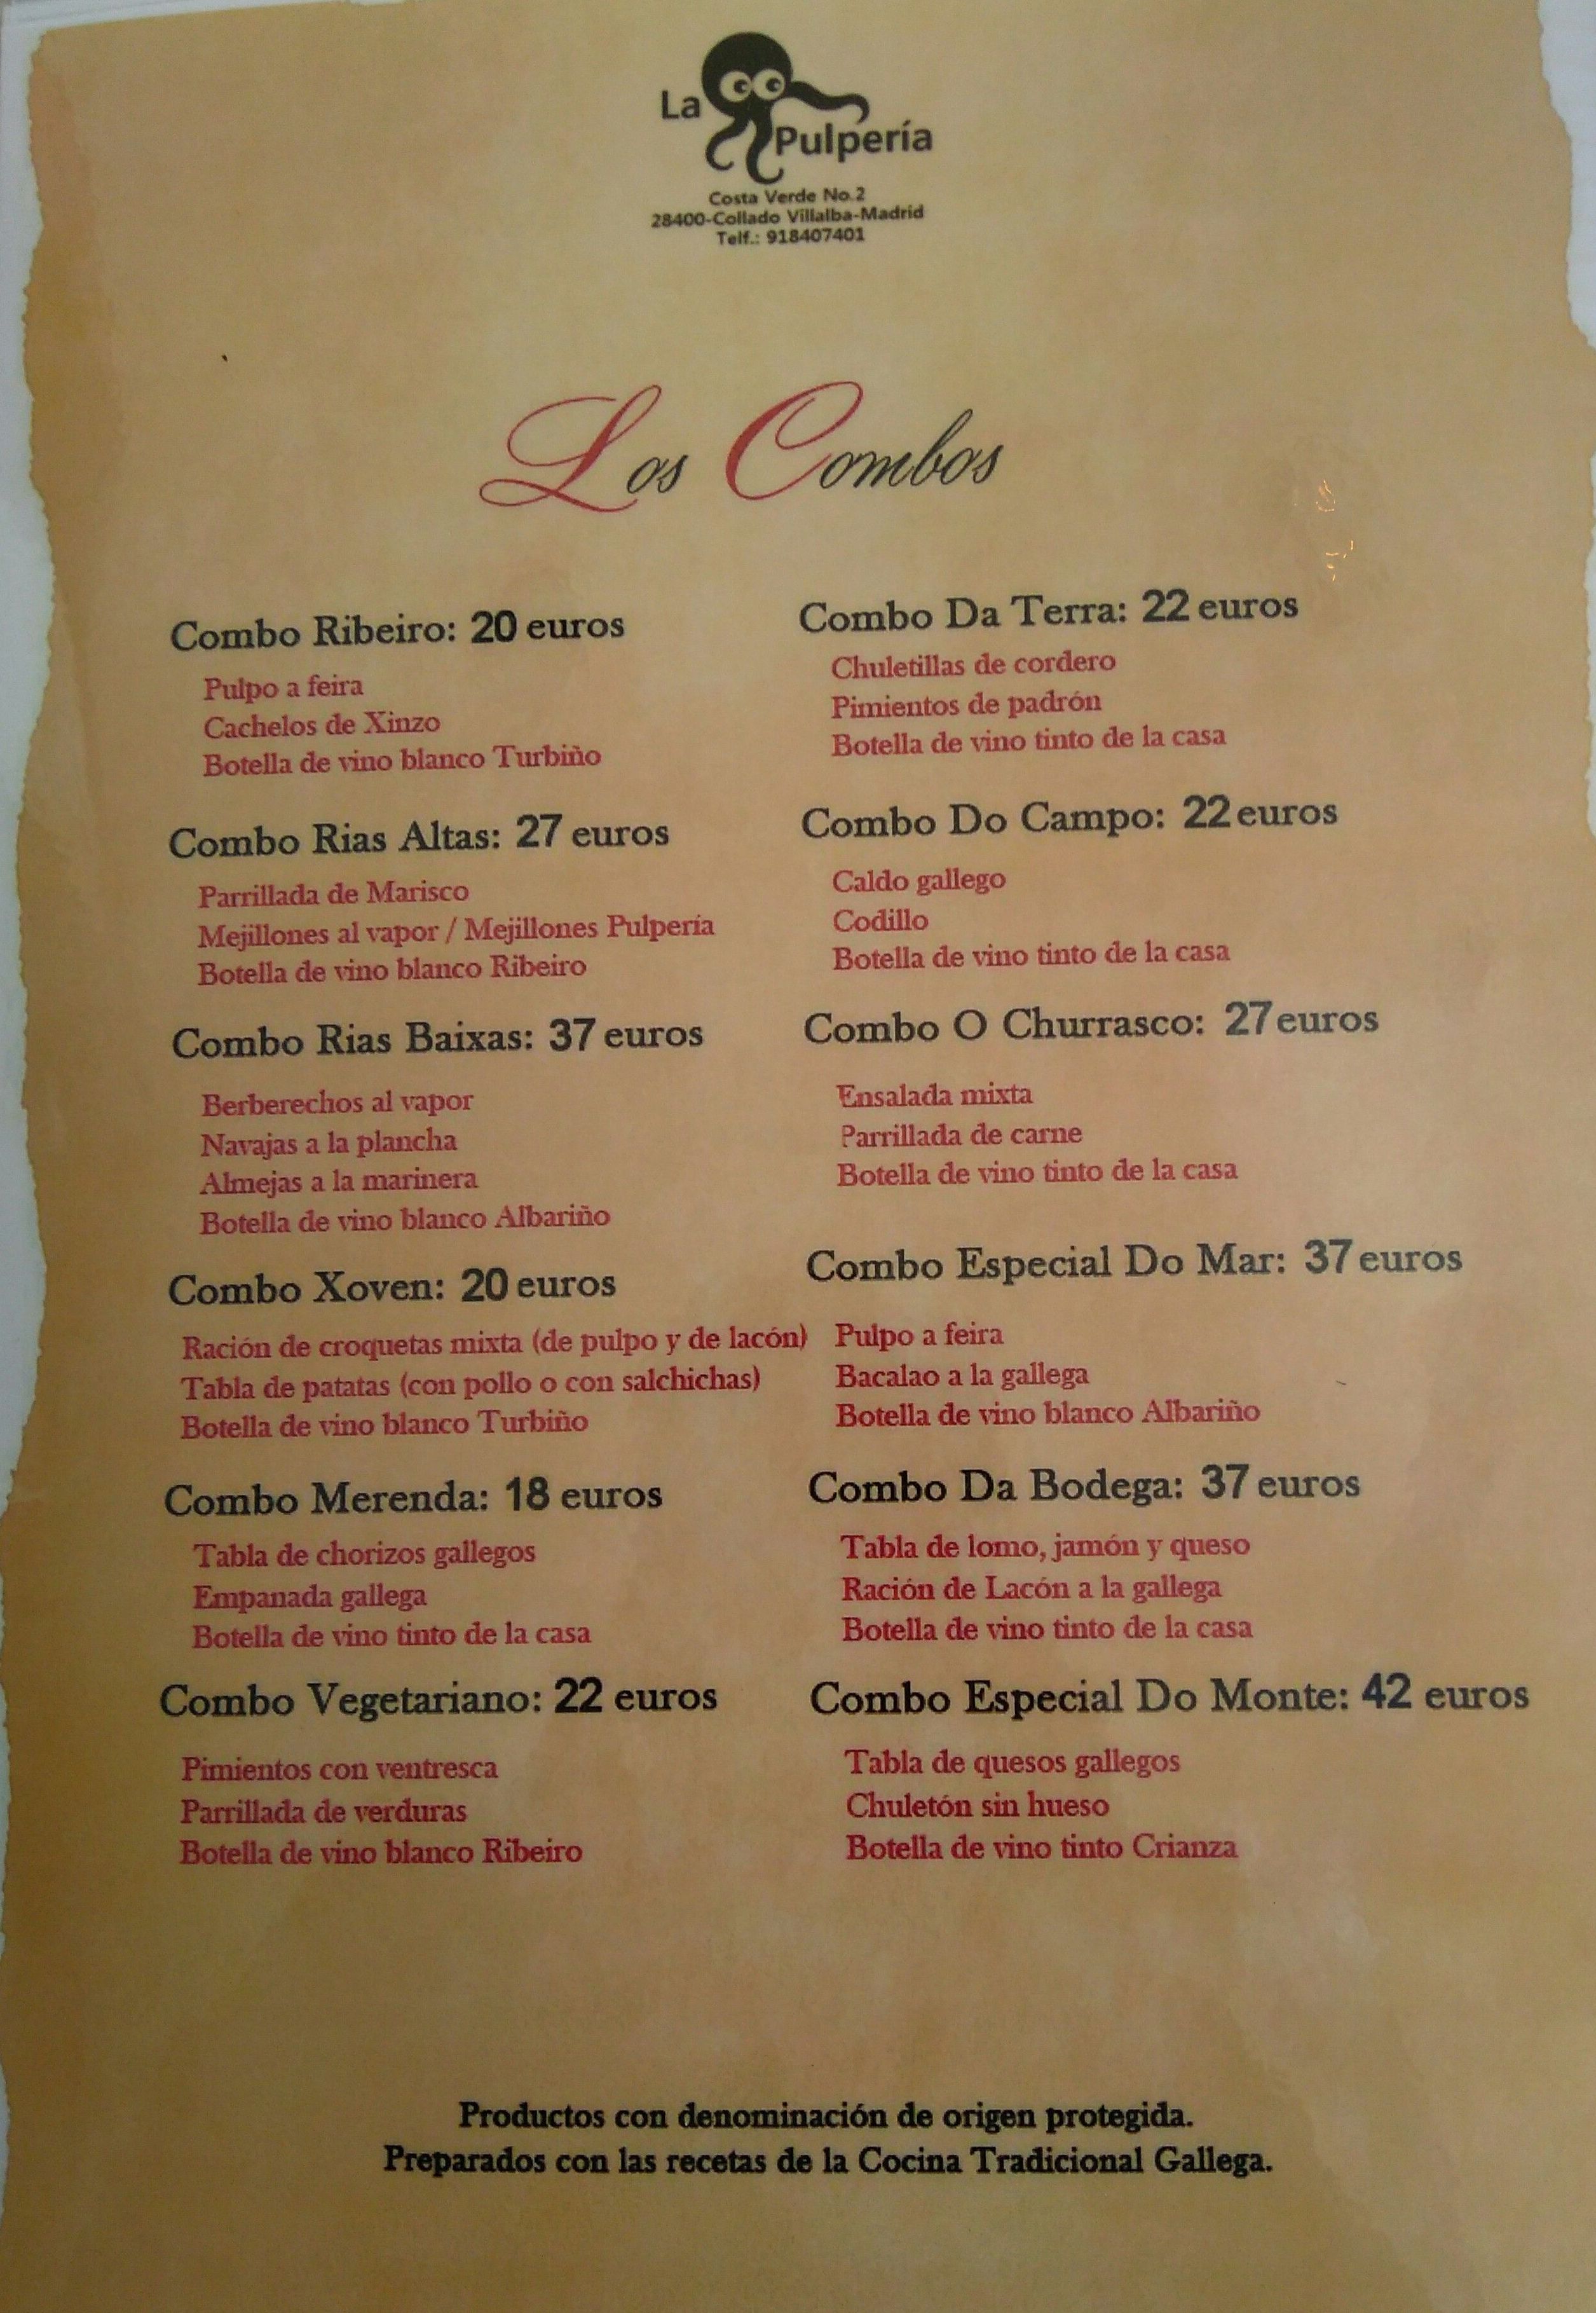 La
Pulpería
Costa Verde No.2
28400-Collado Villalba-Madrid
Telf.: 918407401
Los Combos
Combo Ribeiro: 20 euros
Pulpo a feira
Cachelos de Xinzo
Botella de vino blanco Turbiño
Combo Rias Altas: 27 euros
Parrillada de Marisco
Mejillones al vapor / Mejillones Pulpería
Botella de vino blanco Ribeiro
Combo Rias Baixas: 37 euros
Berberechos al vapor
Navajas a la plancha
Almejas a la marinera
Botella de vino blanco Albariño
Combo Xoven: 20 euros
Ración de croquetas mixta (de pulpo y de lacón)
Tabla de patatas (con pollo o con salchichas)
Botella de vino blanco Turbiño
Combo Merenda: 18 euros
Tabla de chorizos gallegos
Empanada gallega
Botella de vino tinto de la casa
Combo Vegetariano: 22 euros
Pimientos con ventresca
Parrillada de verduras
Botella de vino blanco Ribeiro
Combo Da Terra: 22 euros
Chuletillas de cordero
Pimientos de padrón
Botella de vino tinto de la casa
Combo Do Campo: 22 euros
Caldo gallego
Codillo
Botella de vino tinto de la casa
Combo O Churrasco: 27 euros
Ensalada mixta
Parrillada de carne
Botella de vino tinto de la casa
Combo Especial Do Mar: 37 euros
Pulpo a feira
Bacalao a la gallega
Botella de vino blanco Albariño
Combo Da Bodega: 37 euros
Tabla de lomo, jamón y queso
Ración de Lacón a la gallega
Botella de vino tinto de la casa
Combo Especial Do Monte: 42 euros
Tabla de quesos gallegos
Chuletón sin hueso
Botella de vino tinto Crianza
Productos con denominación de origen protegida.
Preparados con las recetas de la Cocina Tradicional Gallega.